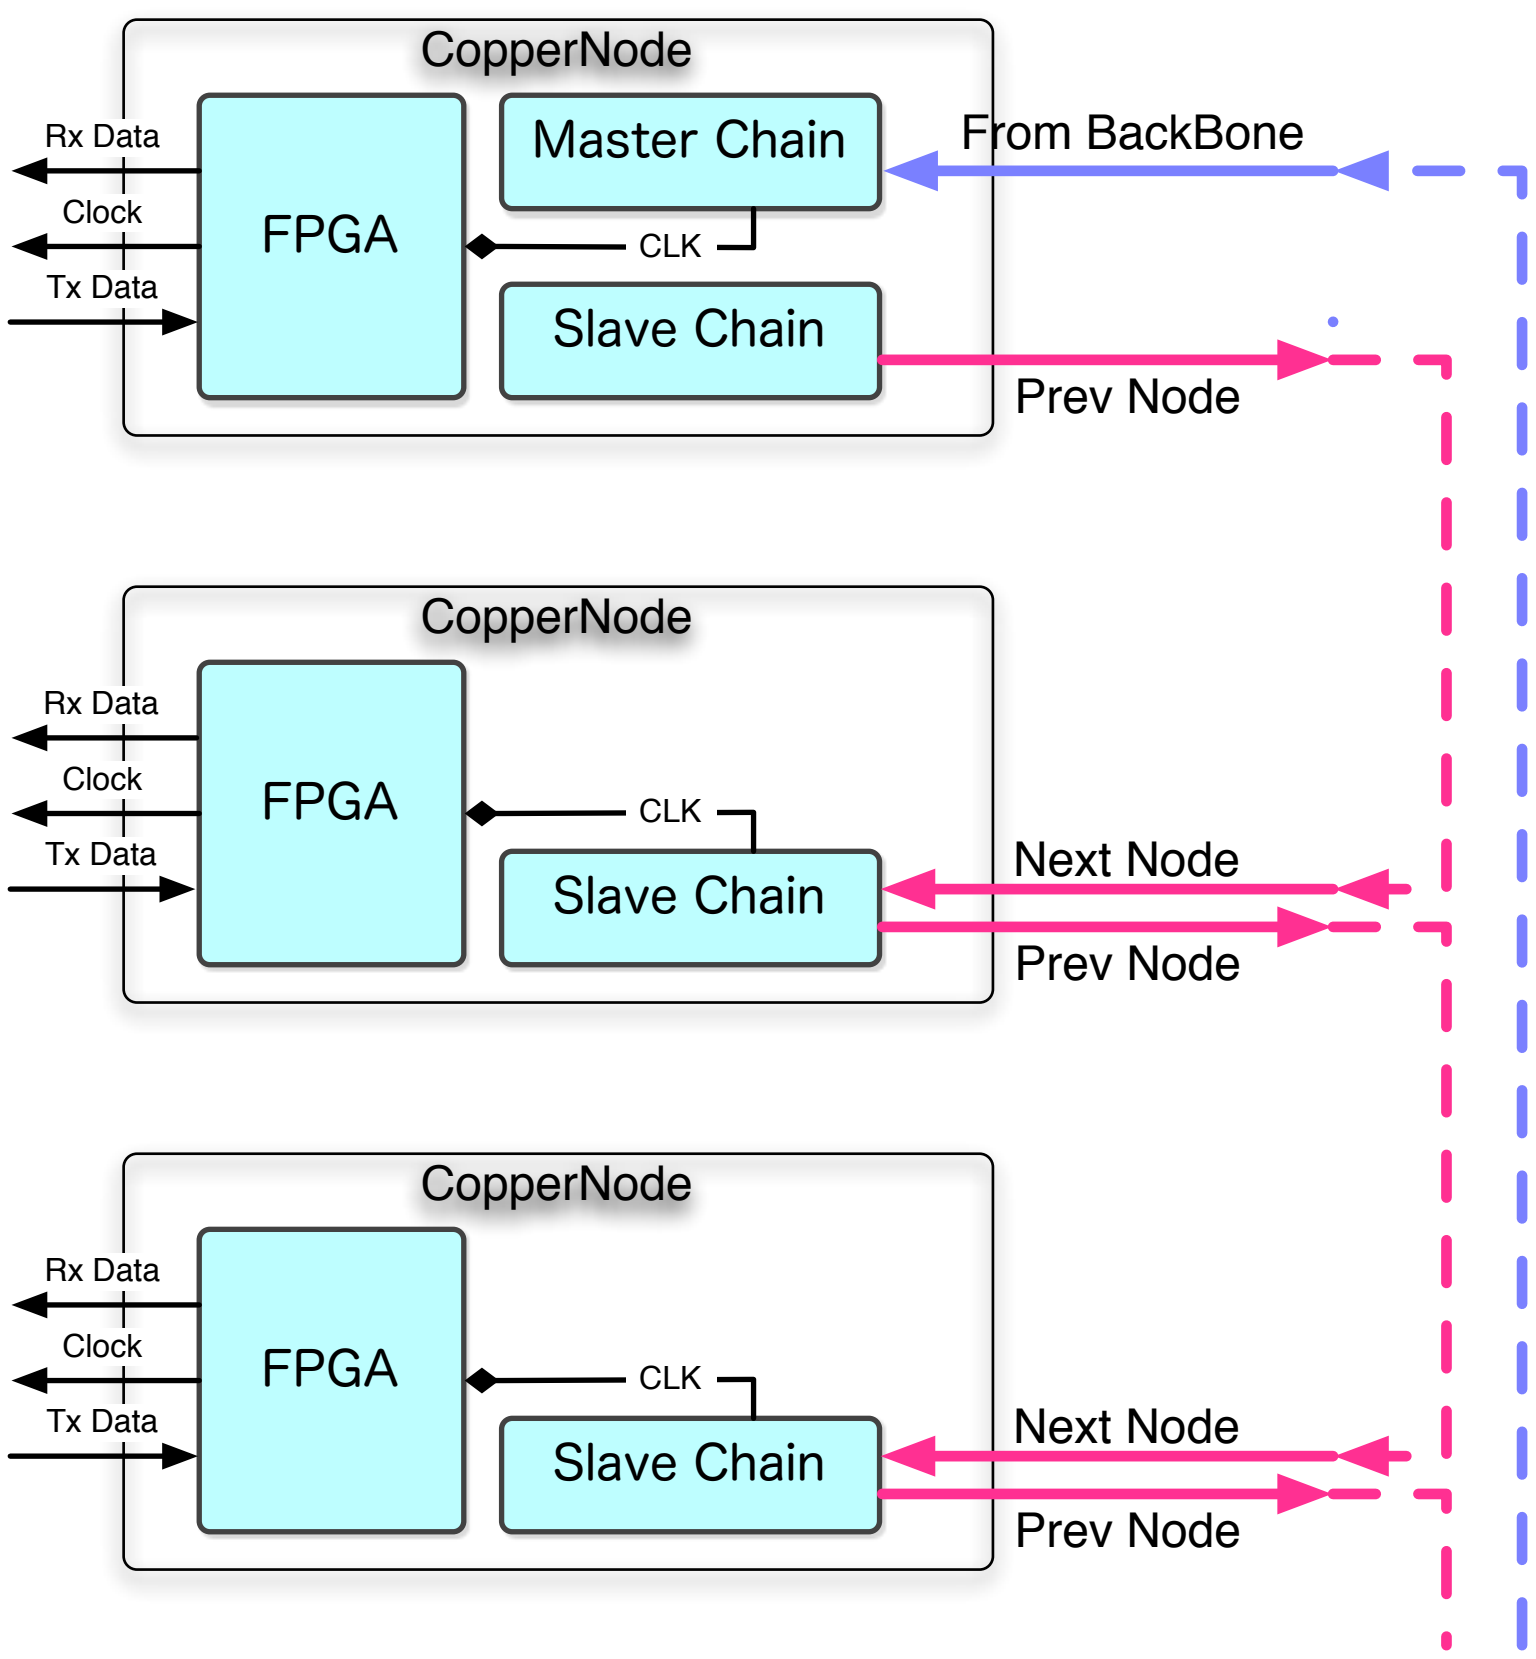 CopperNode
Rx Data
Clock
Tx Data
FPGA
Master Chain
CLK
Slave Chain
From BackBone
Prev Node
CopperNode
Rx Data
Clock
Tx Data
FPGA
CLK
Slave Chain
Next Node
Prev Node
CopperNode
Rx Data
Clock
Tx Data
FPGA
CLK
Slave Chain
Next Node
Prev Node